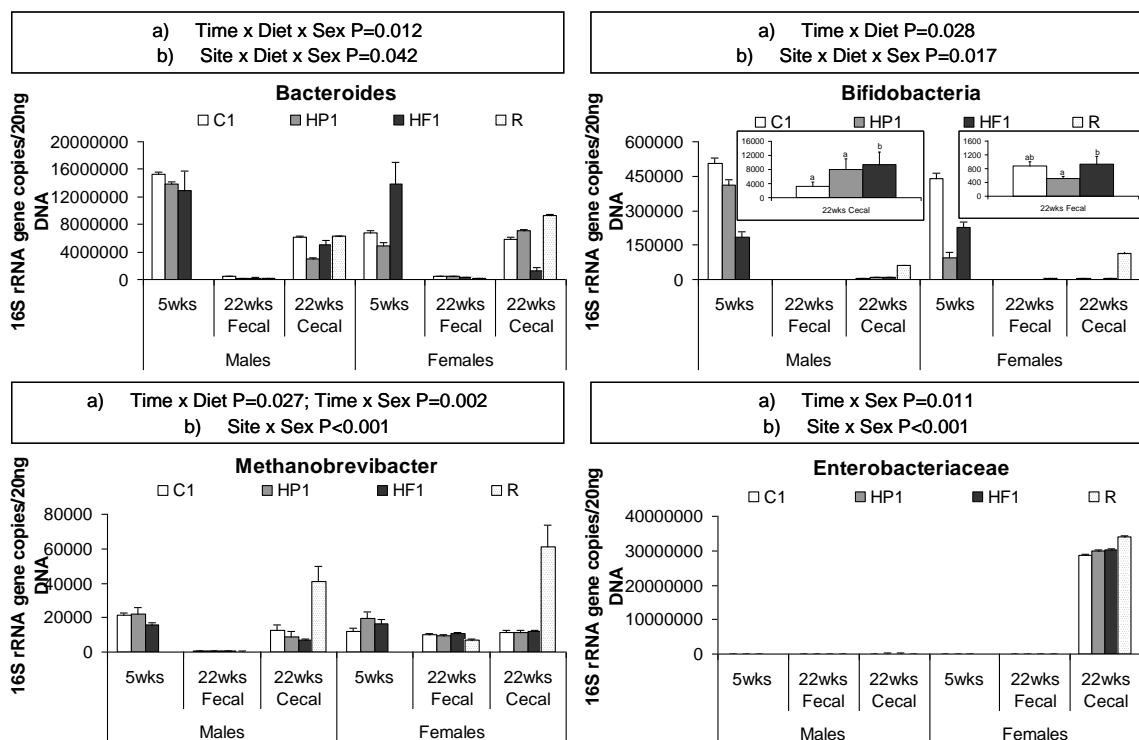 a) Time x Diet x Sex P=0.012
b) Site x Diet x Sex P=0.042
Bacteroides
C1 HP1 HF1 R
16S rRNA gene copies/20ng
DNA
20000000
16000000
12000000
8000000
4000000
0
5wks 22wks Fecal 22wks Cecal 5wks 22wks Fecal 22wks Cecal
Males Females
a) Time x Diet P=0.028
b) Site x Diet x Sex P=0.017
Bifidobacteria
C1 HP1 HF1 R
16S rRNA gene copies/20ng
DNA
600000
450000
300000
150000
0
16000
12000
8000
4000
0
a a b
22wks Cecal
1600
1200
800
400
0
ab a b
22wks Fecal
5wks 22wks Fecal 22wks Cecal 5wks 22wks Fecal 22wks Cecal
Males Females
a) Time x Diet P=0.027; Time x Sex P=0.002
b) Site x Sex P<0.001
Methanobrevibacter
C1 HP1 HF1 R
16S rRNA gene copies/20ng
DNA
80000
60000
40000
20000
0
5wks 22wks Fecal 22wks Cecal 5wks 22wks Fecal 22wks Cecal
Males Females
a) Time x Sex P=0.011
b) Site x Sex P<0.001
Enterobacteriaceae
C1 HP1 HF1 R
16S rRNA gene copies/20ng
DNA
40000000
30000000
20000000
10000000
0
5wks 22wks Fecal 22wks Cecal 5wks 22wks Fecal 22wks Cecal
Males Females